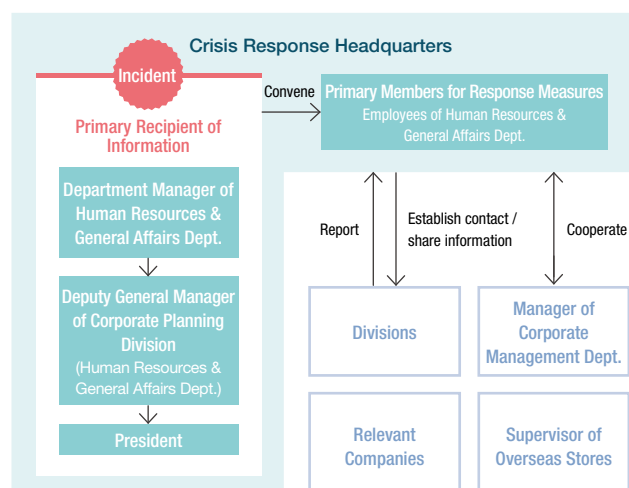 Crisis Response Headquarters
Incident
Primary Recipient of
Information
Department Manager of
Human Resources &
General Affairs Dept.
Deputy General Manager
of Corporate Planning
Division
(Human Resources &
General Affairs Dept.)
President
Convene
Primary Members for Response Measures
Employees of Human Resources &
General Affairs Dept.
Report
Establish contact /
share information
Cooperate
Divisions
Manager of
Corporate
Management Dept.
Relevant
Companies
Supervisor of
Overseas Stores